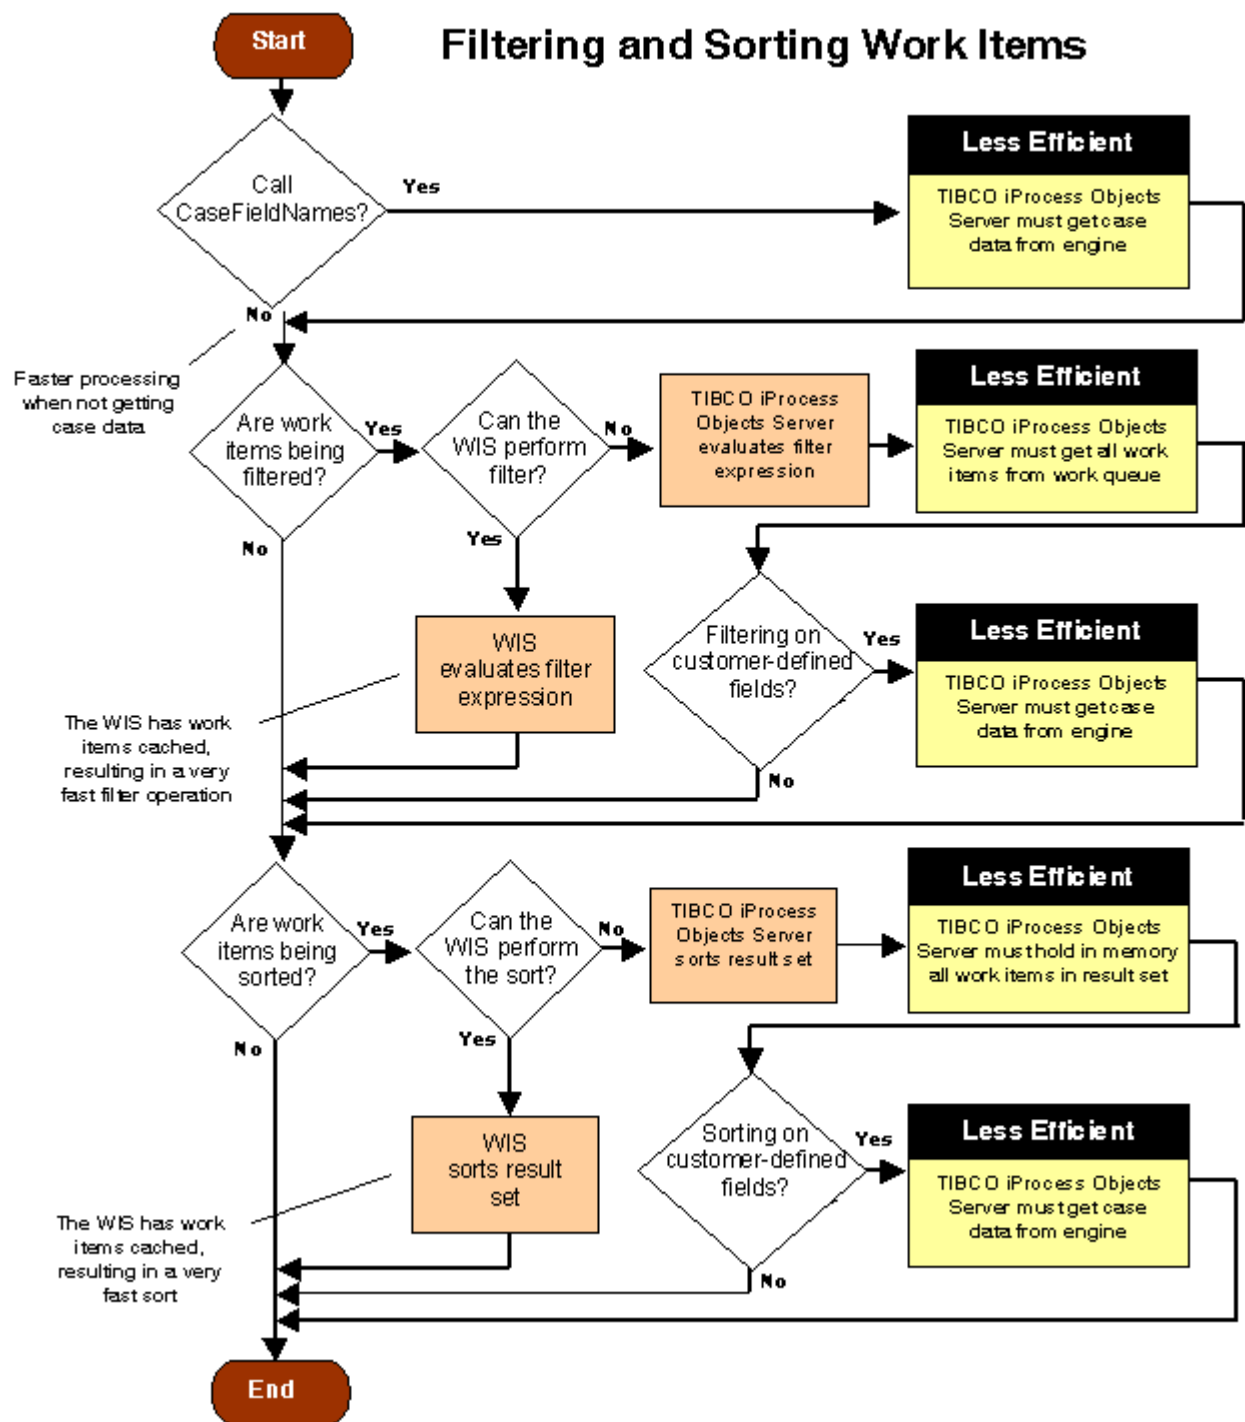 Start
Filtering and Sorting Work Items
Call
CaseFieldNames?
Yes
Less Efficient
TIBCO iProcess Objects
Server must get case
data from engine
No
Faster processing
when not getting
case data
Are work
items being
filtered?
Yes
Can the
WIS perform
filter?
No
TIBCO iProcess
Objects Server
evaluates filter
expression
Less Efficient
TIBCO iProcess Objects
Server must get all work
items from work queue
No
Yes
WIS
evaluates filter
expression
Filtering on
customer-defined
fields?
Yes
Less Efficient
TIBCO iProcess Objects
Server must get case
data from engine
The WIS has work
items cached,
resulting in a very
fast filter operation
No
Are work
items being
sorted?
Yes
Can the
WIS perform
the sort?
No
TIBCO iProcess
Objects Server
sorts result set
Less Efficient
TIBCO iProcess Objects
Server must hold in memory
all work items in result set
No
Yes
WIS
sorts result
set
Sorting on
customer-defined
fields?
Yes
Less Efficient
TIBCO iProcess Objects
Server must get case
data from engine
The WIS has work
items cached,
resulting in a very
fast sort
No
End